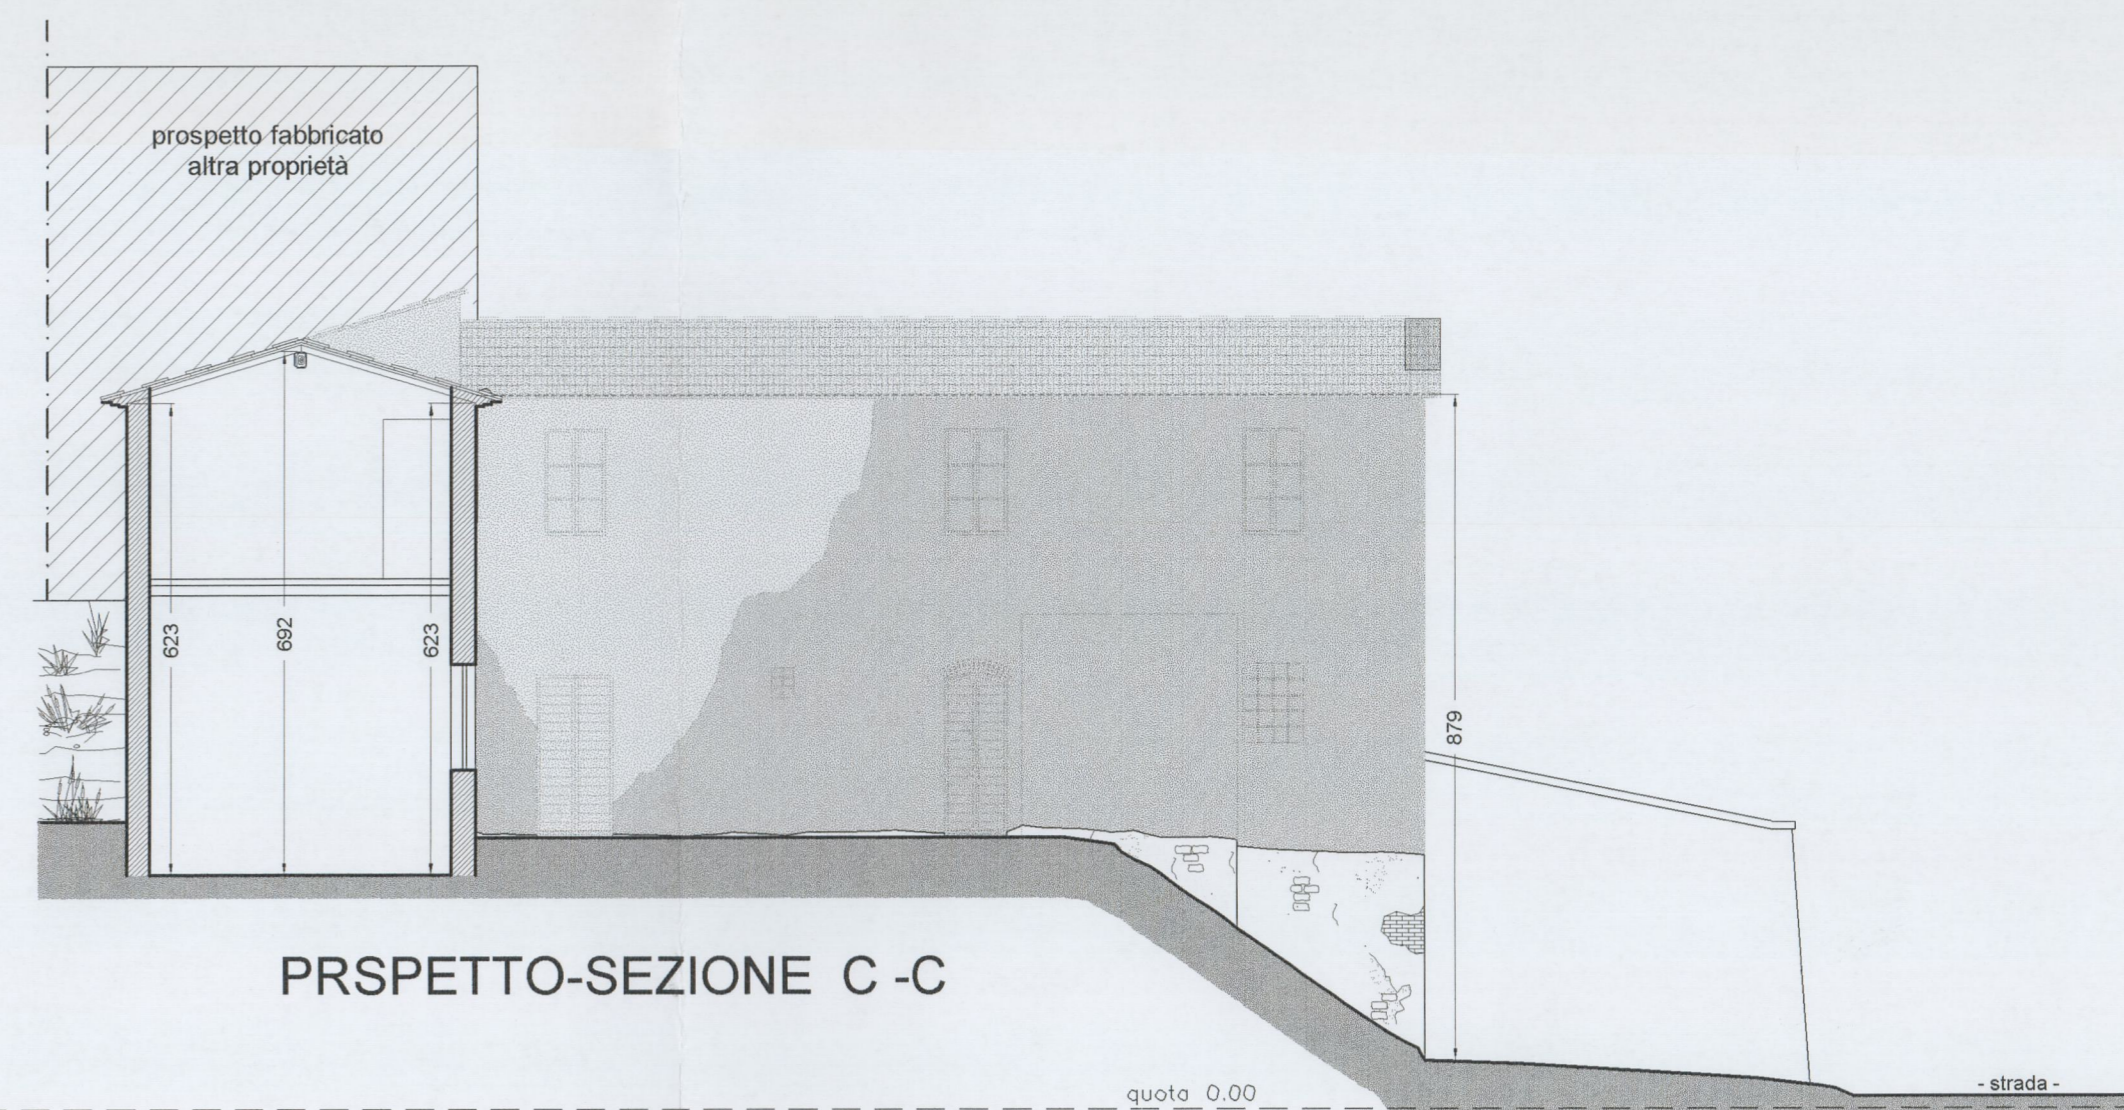 prospetto fabbricato
altra proprietà
623
692
623
879
PRSPETTO-SEZIONE C -C
quota 0.00
- strada -